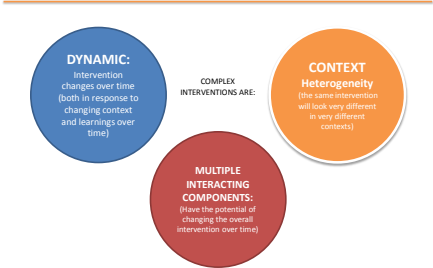 DYNAMIC:
Intervention
changes over time
(both in response to
changing context
and learnings over
time)
COMPLEX
INTERVENTIONS ARE:
CONTEXT
Heterogeneity
(the same intervention
will look very different
in very different
contexts)
MULTIPLE
INTERACTING
COMPONENTS:
(Have the potential of
changing the overall
intervention over time)